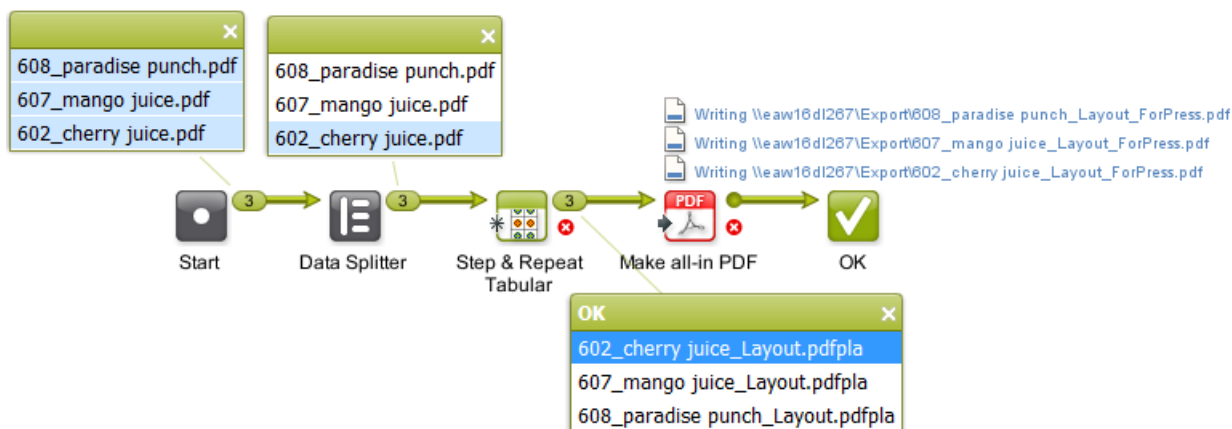 608_paradise punch.pdf
607_mango juice.pdf
602_cherry juice.pdf
608_paradise punch.pdf
607_mango juice.pdf
602_cherry juice.pdf
Writing \\eaw16dl267\Export\608_paradise punch_Layout_ForPress.pdf
Writing \\eaw16dl267\Export\607_mango juice_Layout_ForPress.pdf
Writing \\eaw16dl267\Export\602_cherry juice_Layout_ForPress.pdf
3
3
3
PDF
Start
Data Splitter
Step & Repeat
Tabular
Make all-in PDF
OK
OK
602_cherry juice_Layout.pdfpla
607_mango juice_Layout.pdfpla
608_paradise punch_Layout.pdfpla